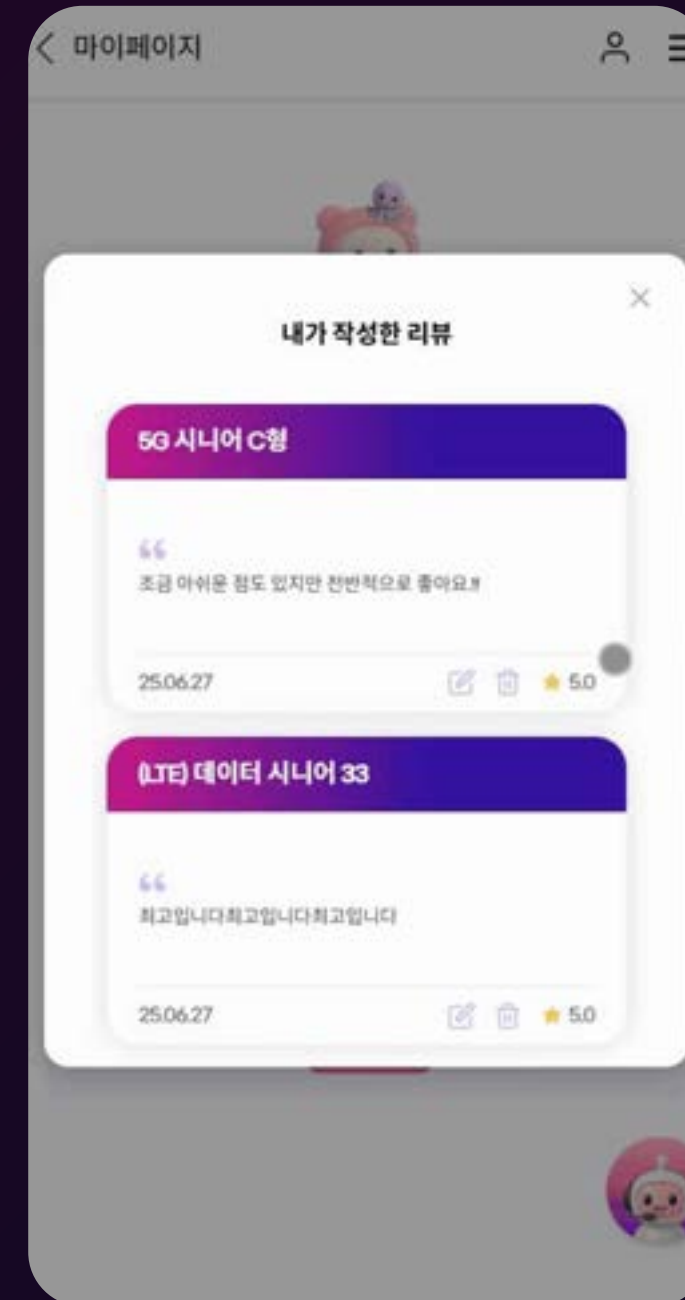 마이페이지
내가 작성한 리뷰
5G 시니어 C형
조금 아쉬운 점도 있지만 전반적으로 좋아요.!!
25.06.27
5.0
(LTE) 데이터 시니어 33
최고입니다최고입니다최고입니다
25.06.27
5.0